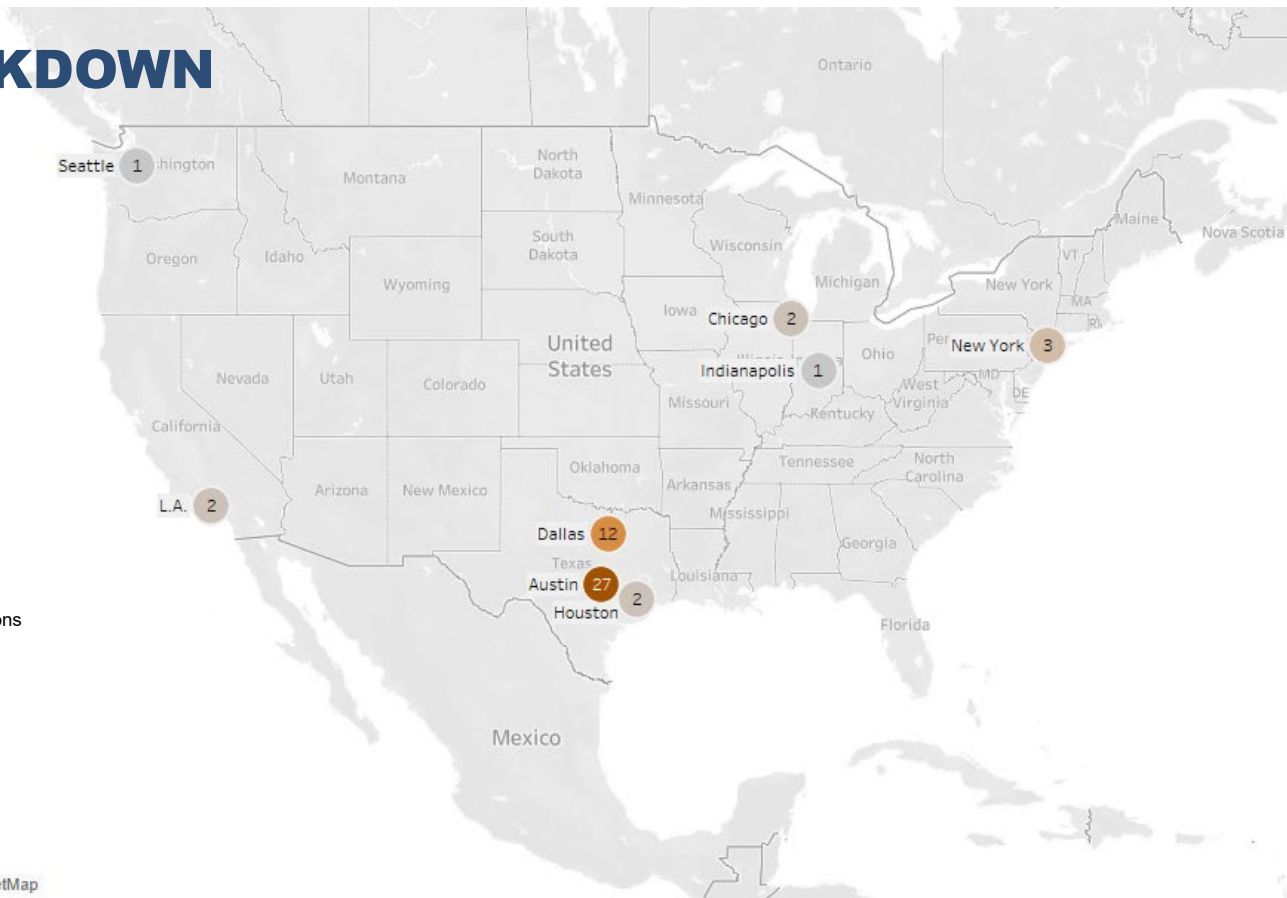 KDOWN
Ontario
Seattle 1 hington
North
Dakota
Montana
Minnesota
Maine
Nova Scotia
South
Dakota
Wisconsin
Oregon
Idaho
VT
Michigan
New York
Wyoming
MA
RI
Iowa
Chicago 2
United
States
Per
New York 3
Ohio
Indianapolis 1
MD
Nevada
Utah
Colorado
West
Virginia
DE
Missouri
Kentucky
California
Tennessee
North
Carolina
Oklahoma
Arkansas
Arizona
New Mexico
L.A. 2
Mississippi
Dallas 12
Georgia
Texas
Louisiana
Austin 27
Houston 2
ons
Florida
Mexico
tMap